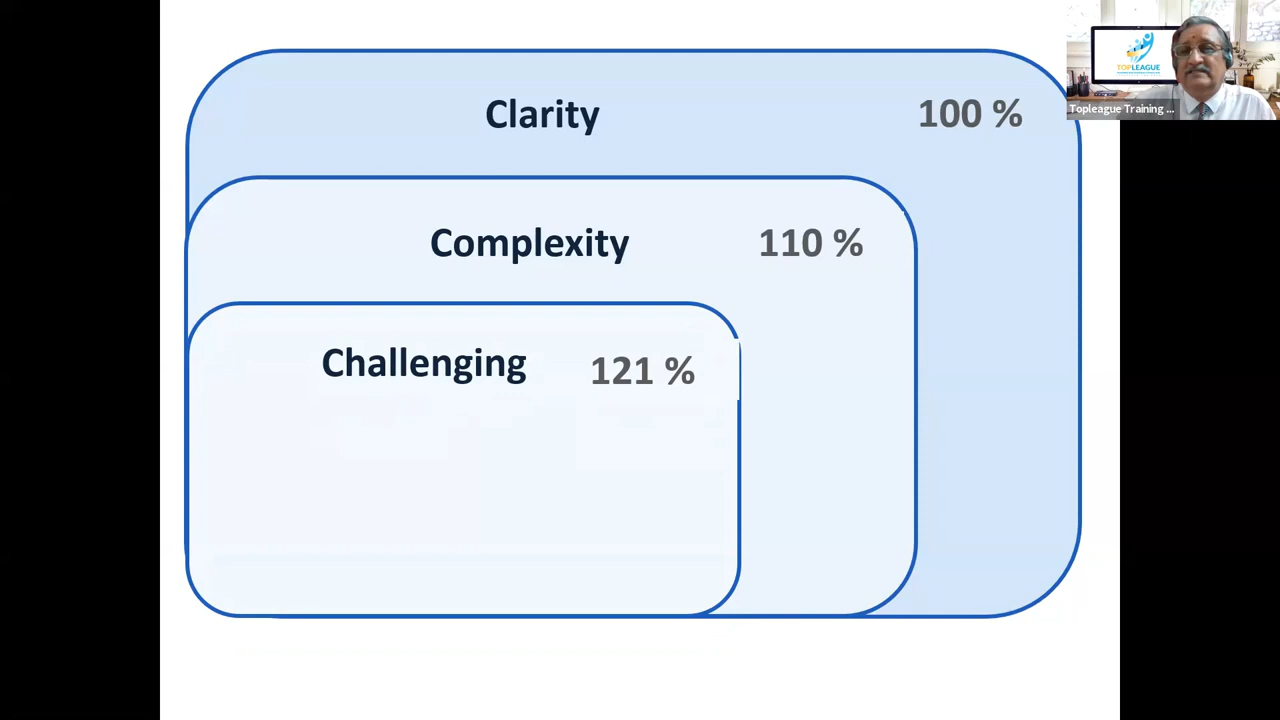 Clarity 100 %
Complexity 110 %
Challenging 121 %
TOPLEAGUE
Topleague Training ...